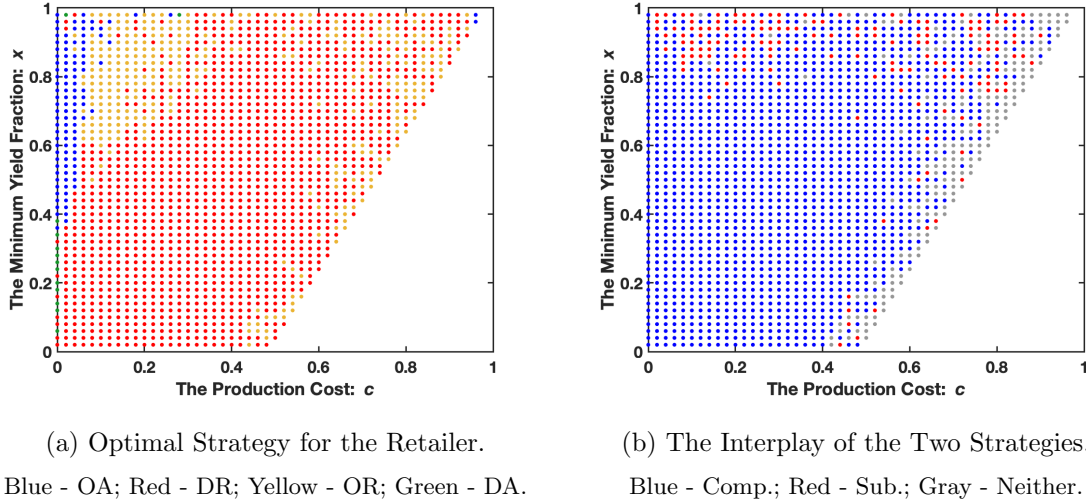 1
0.8
0.6
0.4
0.2
0
0 0.2 0.4 0.6 0.8 1
The Minimum Yield Fraction: x
The Production Cost: c
1
0.8
0.6
0.4
0.2
0
0 0.2 0.4 0.6 0.8 1
The Minimum Yield Fraction: x
The Production Cost: c
(a) Optimal Strategy for the Retailer.
Blue - OA; Red - DR; Yellow - OR; Green - DA.
(b) The Interplay of the Two Strategies.
Blue - Comp.; Red - Sub.; Gray - Neither.